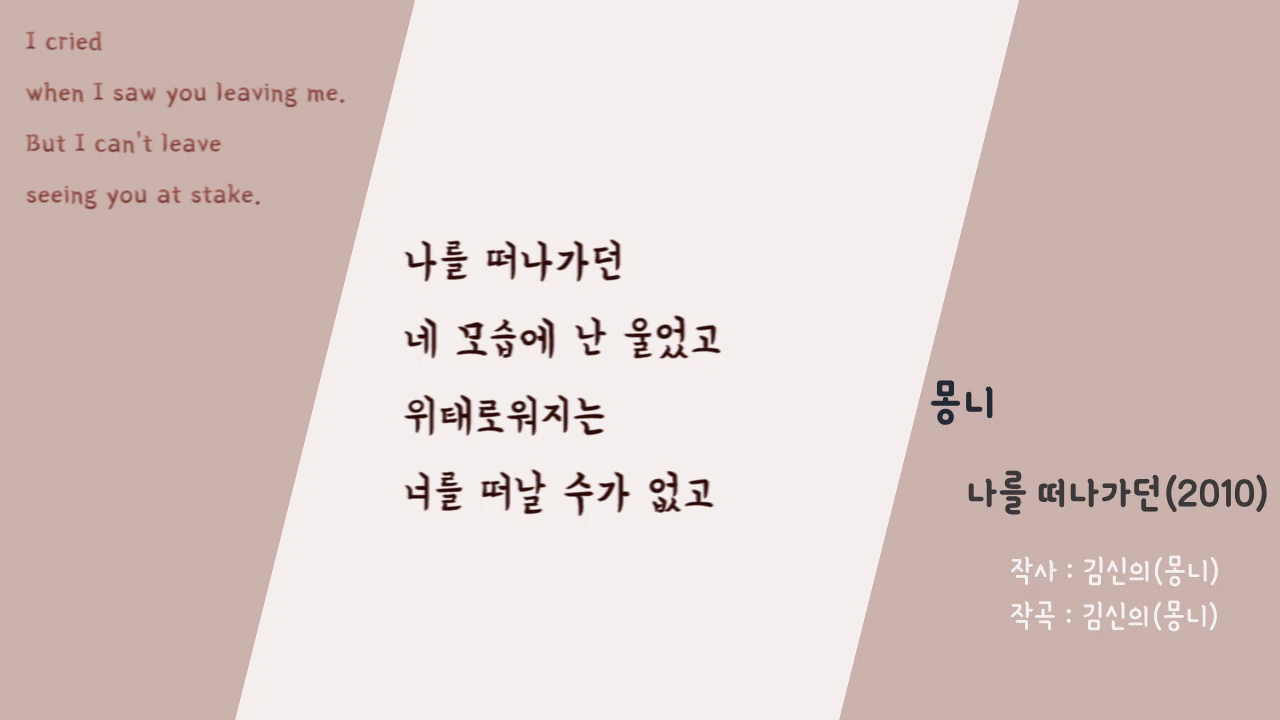 I cried
when I saw you leaving me.
But I can't leave
seeing you at stake.
나를 떠나가던
네 모습에 난 울었고
위태로워지는
너를 떠날 수가 없고
몽니
나를 떠나가던(2010)
작사 : 김신의(몽니)
작곡 : 김신의(몽니)